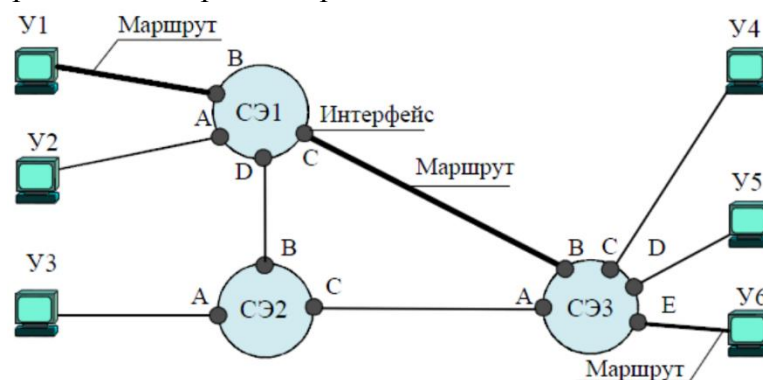 У1
Маршрут
У4
B
СЭ1
Интерфейс
A
У2
D
C
Маршрут
У5
У3
B
B
C
D
A
СЭ2
C
A
СЭ3
E
У6
Маршрут